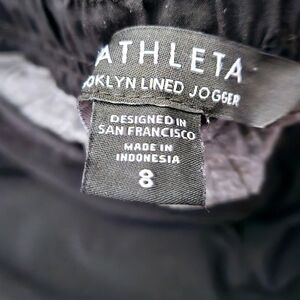 ATHLETA
OKLYN LINED JOGGER
DESIGNED IN
SAN FRANCISCO
MADE IN
INDONESIA
8